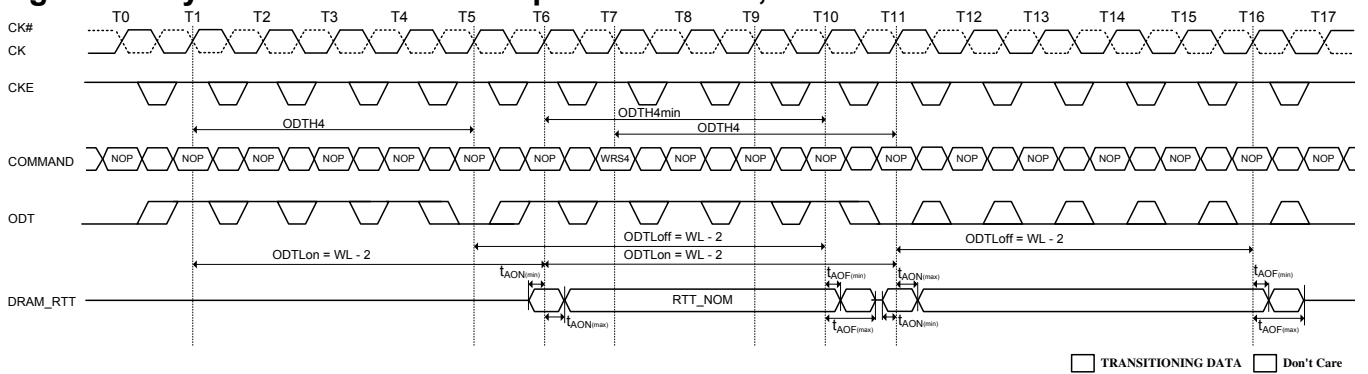 T0 T1 T2 T3 T4 T5 T6 T7 T8 T9 T10 T11 T12 T13 T14 T15 T16 T17
CK#
CK
CKE
ODTH4min
ODTH4
ODTH4
COMMAND NOP NOP NOP NOP NOP NOP NOP WRS4 NOP NOP NOP NOP NOP NOP NOP NOP NOP NOP
ODT
ODTLoff = WL - 2
ODTLoff = WL - 2
ODTLon = WL - 2
ODTLon = WL - 2
tAON(min)
tAOF(min)
tAON(max)
tAOF(min)
DRAM_RTT
RTT_NOM
tAON(max)
tAOF(max)
tAON(min)
tAOF(max)
TRANSITIONING DATA Don't Care